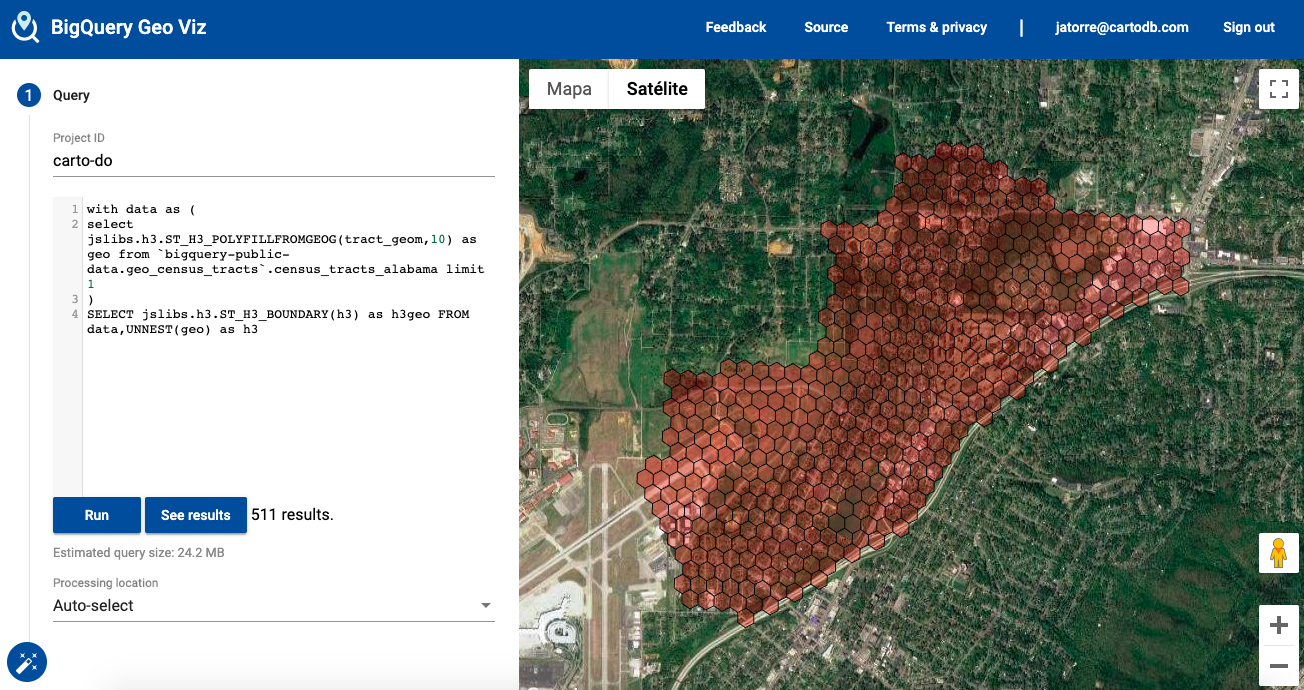 BigQuery Geo Viz
Feedback
Source
Terms & privacy
|
jatorre@cartodb.com
Sign out
1
Query
Project ID
carto-do
1 with data as (
2 select
jslibs.h3.ST_H3_POLYFILLFROMGEOG(tract_geom,10) as
geo from `bigquery-public-
data.geo_census_tracts`.census_tracts_alabama limit
1
3 )
4 SELECT jslibs.h3.ST_H3_BOUNDARY(h3) as h3geo FROM
data,UNNEST(geo) as h3
Run
See results
511 results.
Estimated query size: 24.2 MB
Processing location
Auto-select
Mapa
Satélite